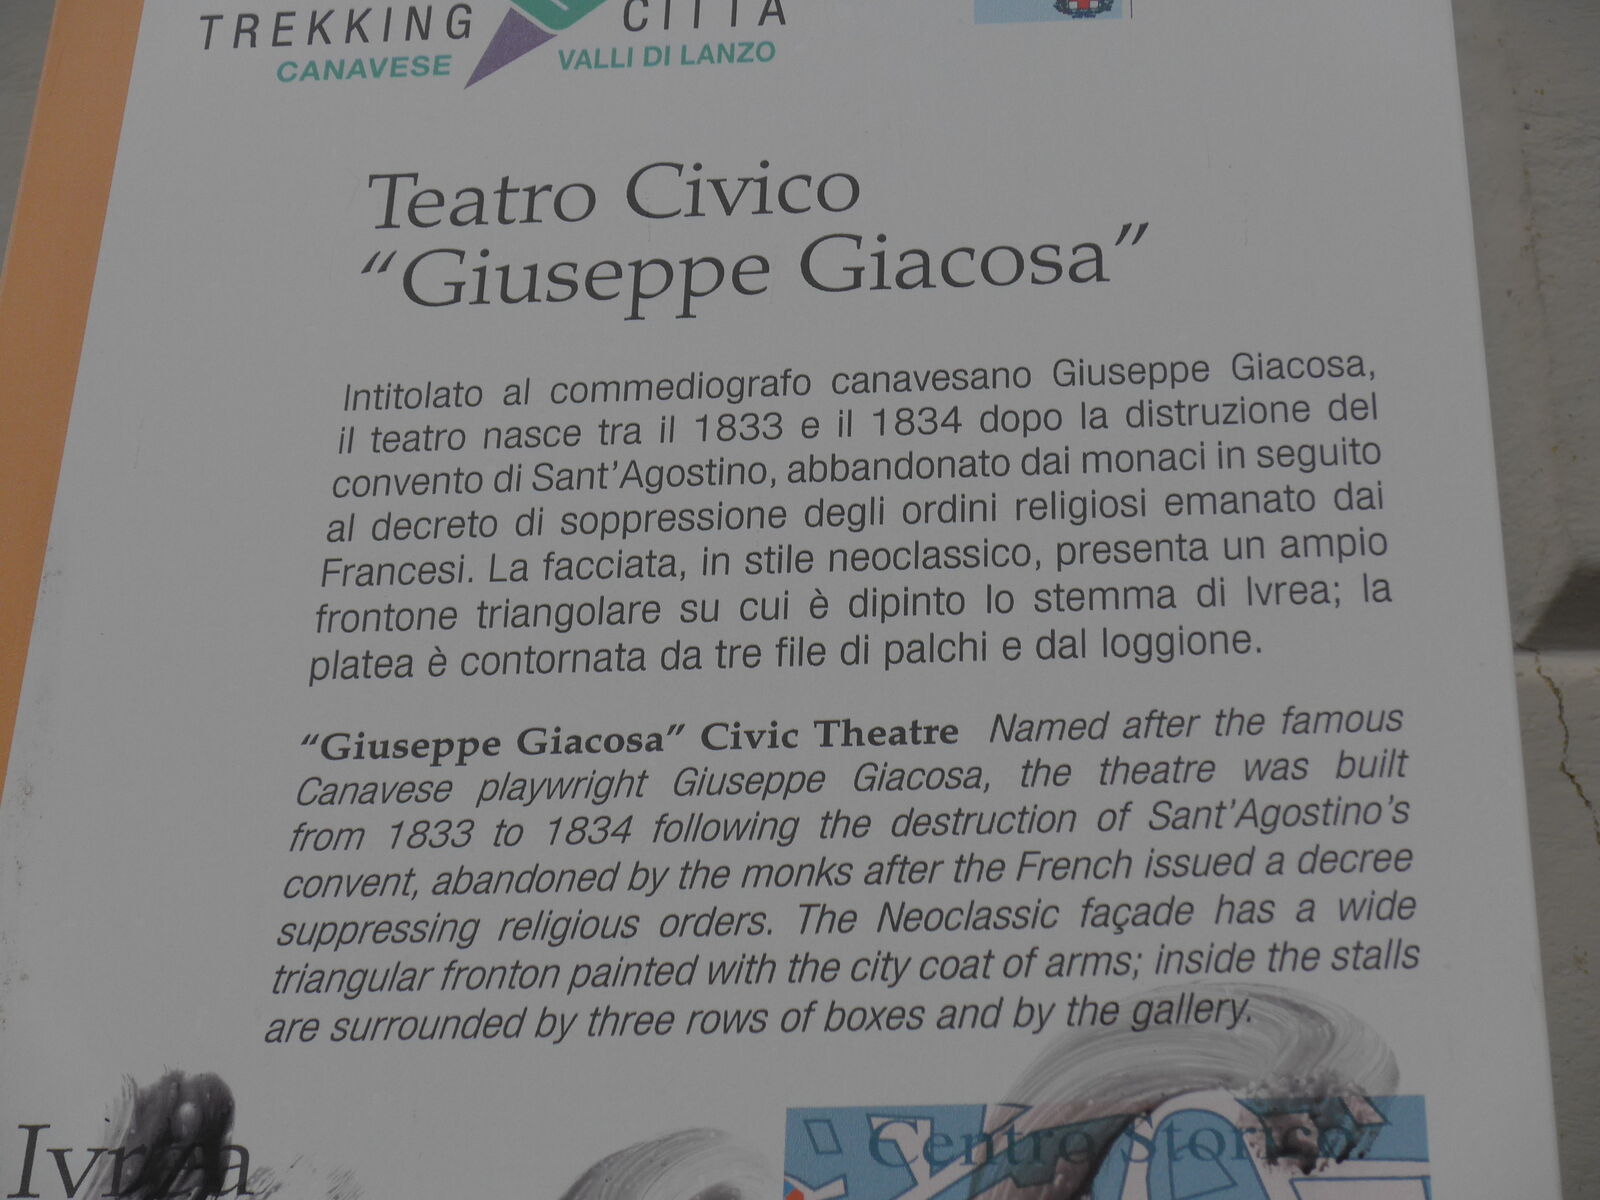 TREKKING CITTÀ
CANAVESE VALLI DI LANZO
Teatro Civico
“Giuseppe Giacosa”
Intitolato al commediografo canavesano Giuseppe Giacosa,
il teatro nasce tra il 1833 e il 1834 dopo la distruzione del
convento di Sant’Agostino, abbandonato dai monaci in seguito
al decreto di soppressione degli ordini religiosi emanato dai
Francesi. La facciata, in stile neoclassico, presenta un ampio
frontone triangolare su cui è dipinto lo stemma di Ivrea; la
platea è contornata da tre file di palchi e dal loggione.
“Giuseppe Giacosa” Civic Theatre Named after the famous
Canavese playwright Giuseppe Giacosa, the theatre was built
from 1833 to 1834 following the destruction of Sant’Agostino’s
convent, abandoned by the monks after the French issued a decree
suppressing religious orders. The Neoclassic façade has a wide
triangular fronton painted with the city coat of arms; inside the stalls
are surrounded by three rows of boxes and by the gallery.
Centro Storico
Ivrea